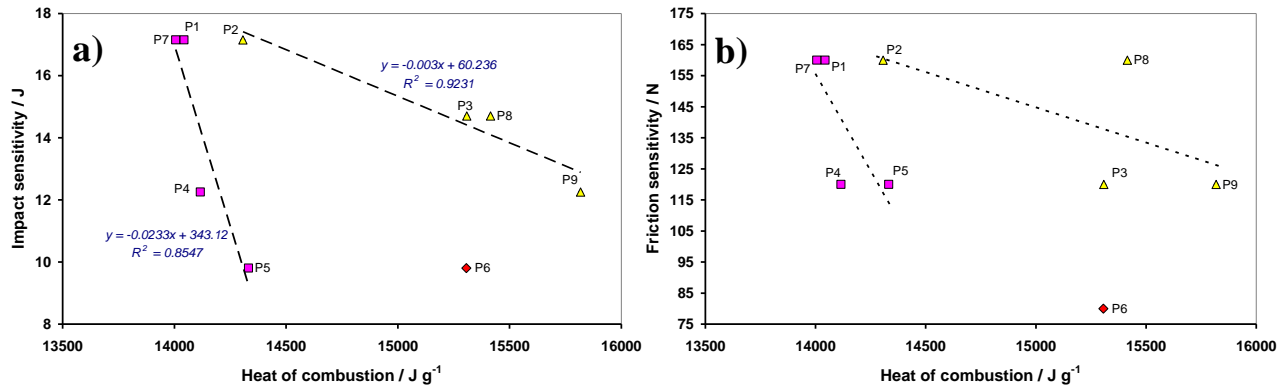 a)
Impact sensitivity / J
18
16
14
12
10
8
P7
P1
P2
y = -0.003x + 60.236
R² = 0.9231
P3
P8
P9
P4
y = -0.0233x + 343.12
R² = 0.8547
P5
P6
13500 14000 14500 15000 15500 16000
Heat of combustion / J g⁻¹
b)
Friction sensitivity / N
175
165
155
145
135
125
115
105
95
85
75
P7
P1
P2
P8
P4
P5
P3
P9
P6
13500 14000 14500 15000 15500 16000
Heat of combustion / J g⁻¹